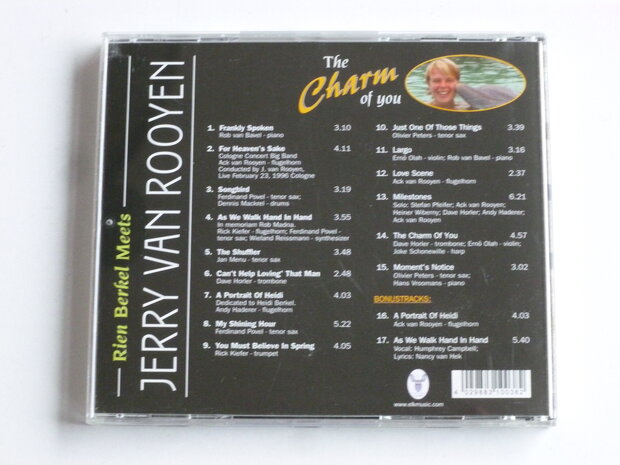 Rien Berkel Meets
JERRY VAN ROOYEN
The
Charm
of you
1. Frankly Spoken 3.10
Rob van Bavel - piano
2. For Heaven's Sake 4.11
Cologne Concert Big Band
Ack van Rooyen - flugelhorn
Conducted by J. van Rooyen,
Live February 23, 1996 Cologne
3. Songbird 3.19
Ferdinand Povel - tenor sax;
Dennis Mackrel - drums
4. As We Walk Hand In Hand 3.55
In memoriam Rob Madna.
Rick Kiefer - flugelhorn; Ferdinand Povel -
tenor sax; Wieland Reissmann - synthesizer
5. The Shuffler 3.48
Jan Menu - tenor sax
6. Can't Help Loving' That Man 2.48
Dave Horler - trombone
7. A Portrait Of Heidi 4.03
Dedicated to Heidi Berkel.
Andy Haderer - flugelhorn
8. My Shining Hour 5.22
Ferdinand Povel - tenor sax
9. You Must Believe In Spring 4.05
Rick Kiefer - trumpet
10. Just One Of Those Things 3.39
Olivier Peters - tenor sax
11. Largo 3.16
Ernö Olah - violin; Rob van Bavel - piano
12. Love Scene 2.37
Ack van Rooyen - flugelhorn
13. Milestones 6.21
Solo; Stefan Pfeifer; Ack van Rooyen;
Heiner Wiberny; Dave Horler; Andy Haderer;
Ack van Rooyen
14. The Charm Of You 4.57
Dave Horler - trombone; Ernö Olah - violin;
Joke Schonewille - harp
15. Moment's Notice 3.02
Olivier Peters - tenor sax;
Hans Vroomans - piano
BONUSTRACKS:
16. A Portrait Of Heidi 4.03
Ack van Rooyen - flugelhorn
17. As We Walk Hand In Hand 5.40
Vocal: Humphrey Campbell;
Lyrics: Nancy van Hek
www.elkmusic.com
4 029883 100362